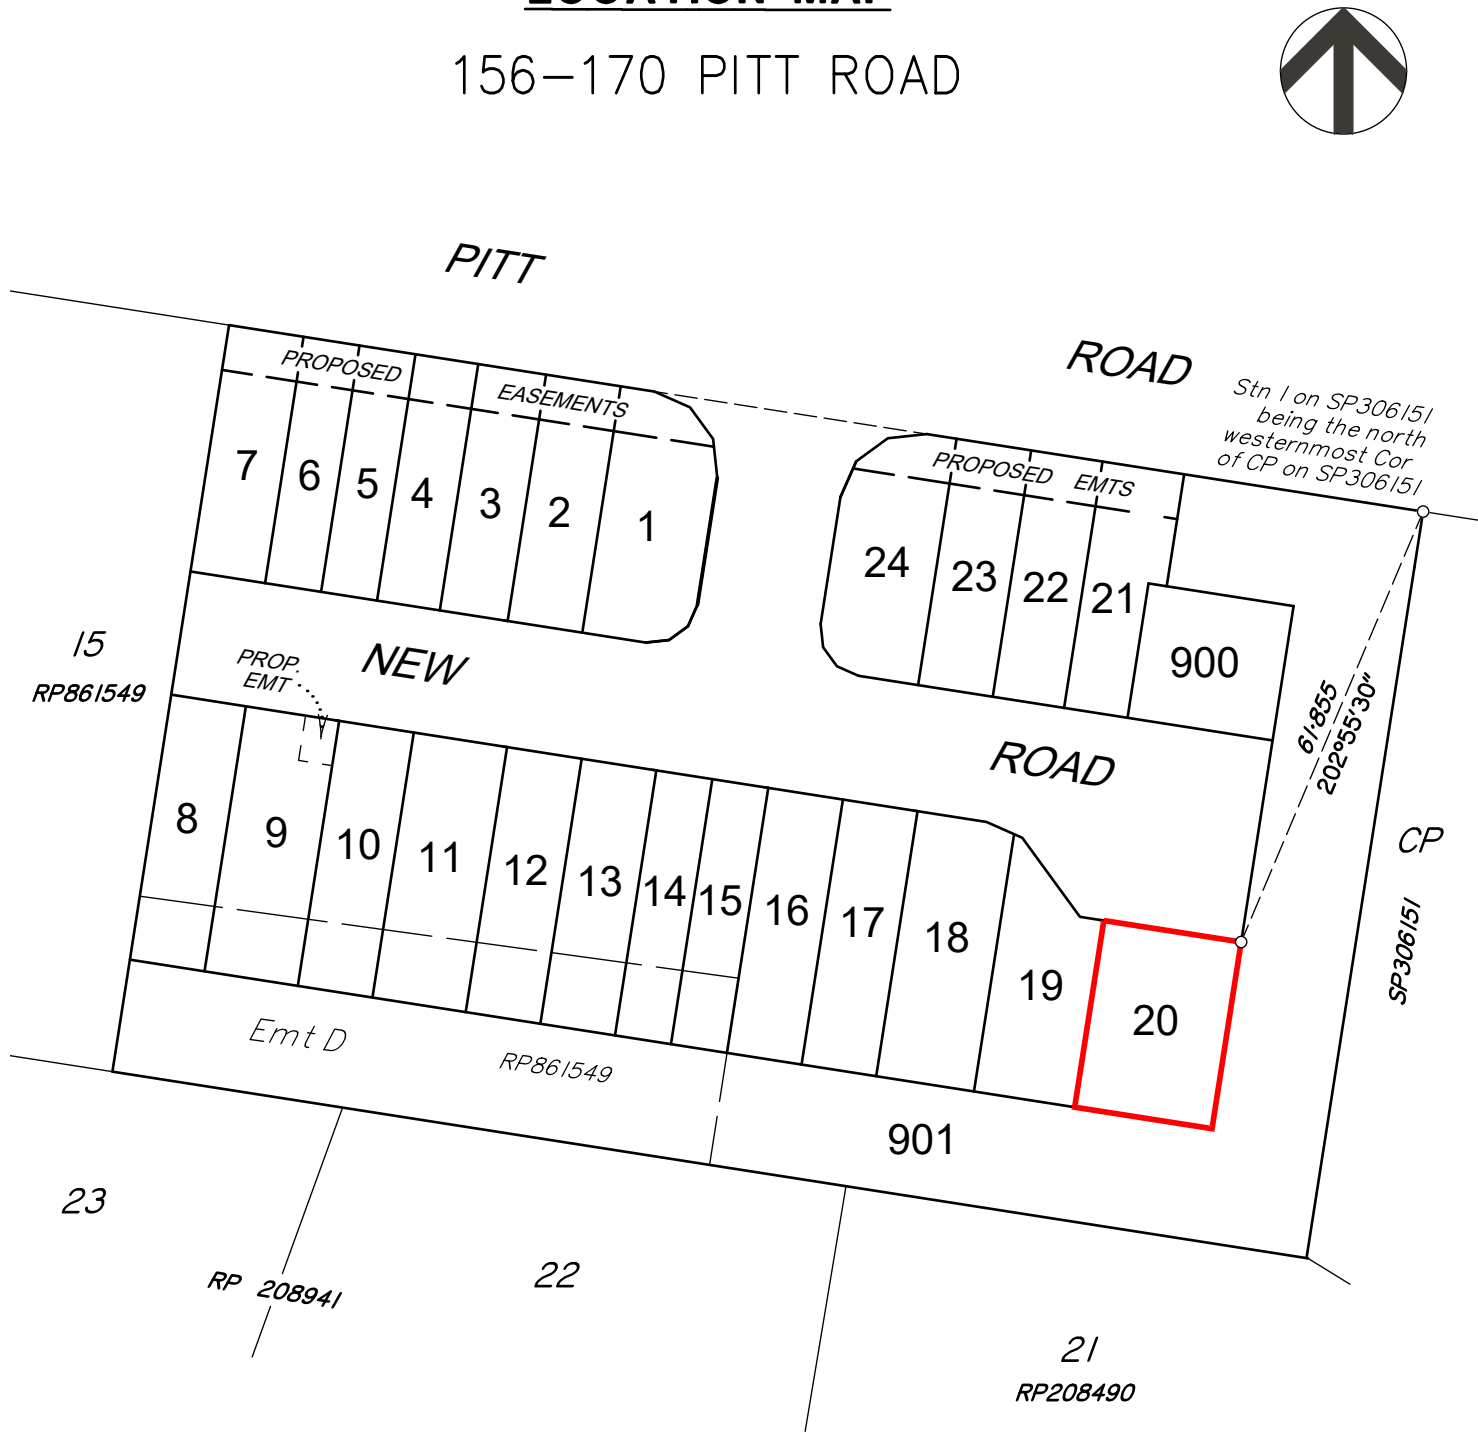 LOCATION MAP
156-170 PITT ROAD
PITT
ROAD
Stn 1 on SP306151
being the north
westernmost Cor
of CP on SP306151
PROPOSED
EASEMENTS
PROPOSED EMTS
7
6
5
4
3
2
1
24
23
22
21
900
15
RP861549
PROP.
EMT
NEW
ROAD
61·855
202°55'30"
CP
SP306151
8
9
10
11
12
13
14
15
16
17
18
19
20
Emt D
RP861549
901
23
RP 208941
22
21
RP208490